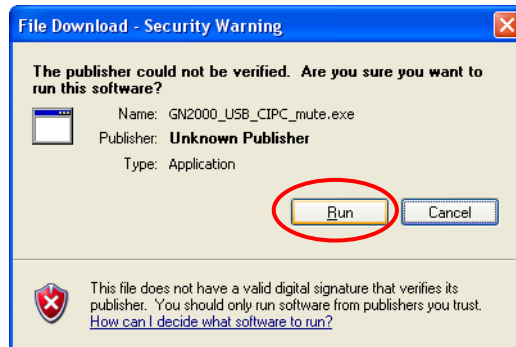 File Download - Security Warning
The publisher could not be verified.  Are you sure you want to
run this software?
Name: GN2000_USB_CIPC_mute.exe
Publisher: Unknown Publisher
Type: Application
Run Cancel
This file does not have a valid digital signature that verifies its
publisher.  You should only run software from publishers you trust.
How can I decide what software to run?